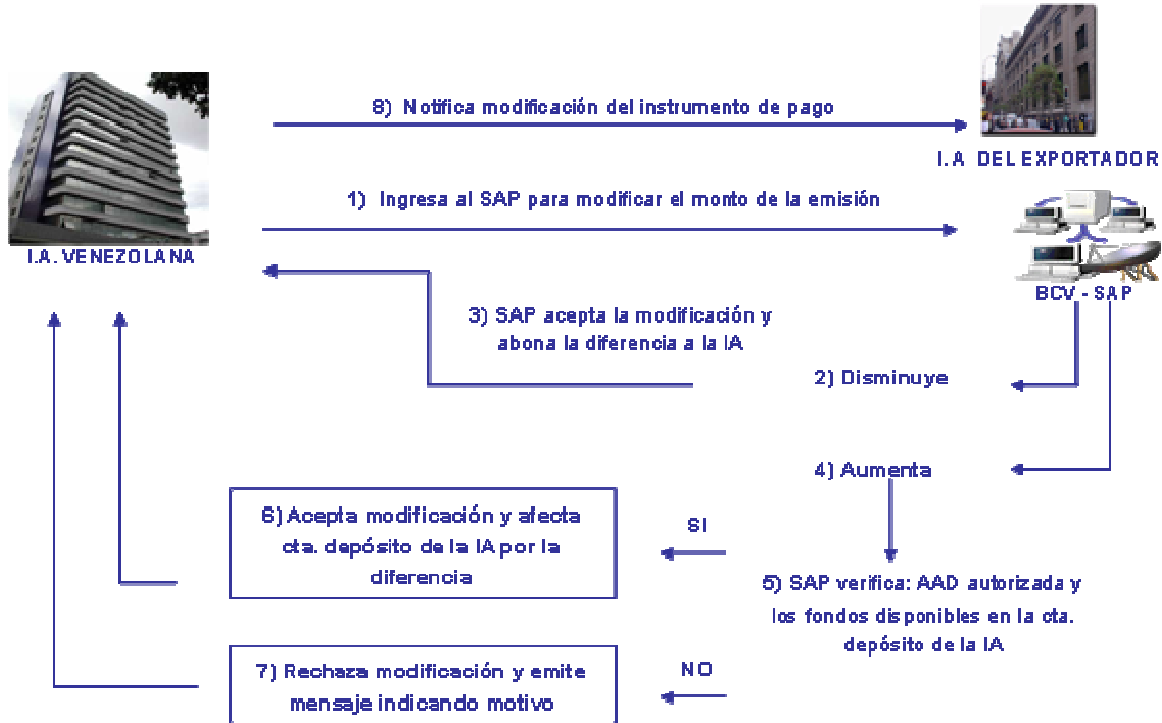 8) Notifica modificación del instrumento de pago
I.A DEL EXPORTADOR
1) Ingresa al SAP para modificar el monto de la emisión
I.A. VENEZOLANA
BCV - SAP
3) SAP acepta la modificación y
abona la diferencia a la IA
2) Disminuye
4) Aumenta
6) Acepta modificación y afecta
cta. depósito de la IA por la
diferencia
SI
5) SAP verifica: AAD autorizada y
los fondos disponibles en la cta.
depósito de la IA
7) Rechaza modificación y emite
mensaje indicando motivo
NO